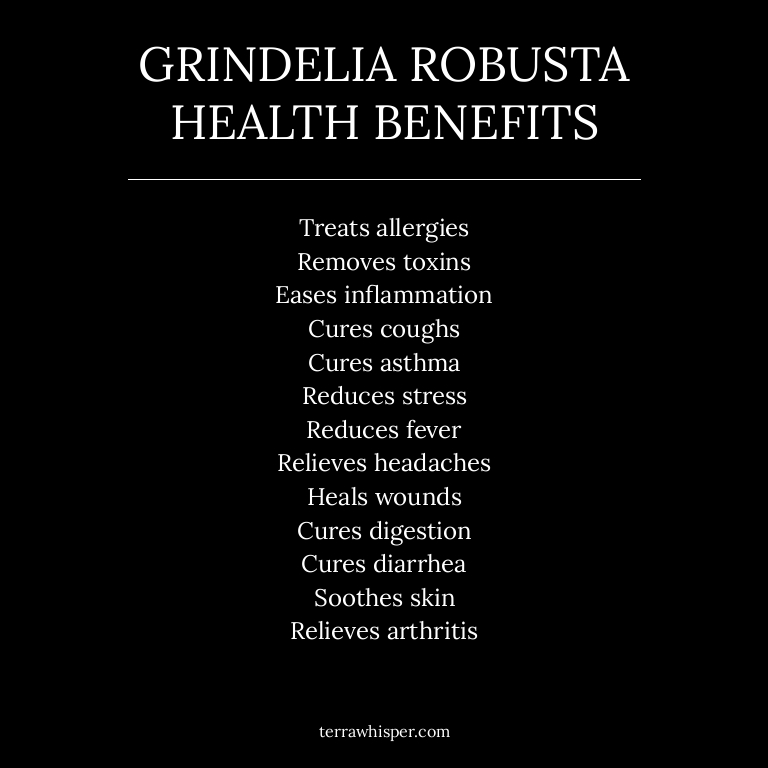 GRINDELIA ROBUSTA
HEALTH BENEFITS
Treats allergies
Removes toxins
Eases inflammation
Cures coughs
Cures asthma
Reduces stress
Reduces fever
Relieves headaches
Heals wounds
Cures digestion
Cures diarrhea
Soothes skin
Relieves arthritis
terrawhisper.com